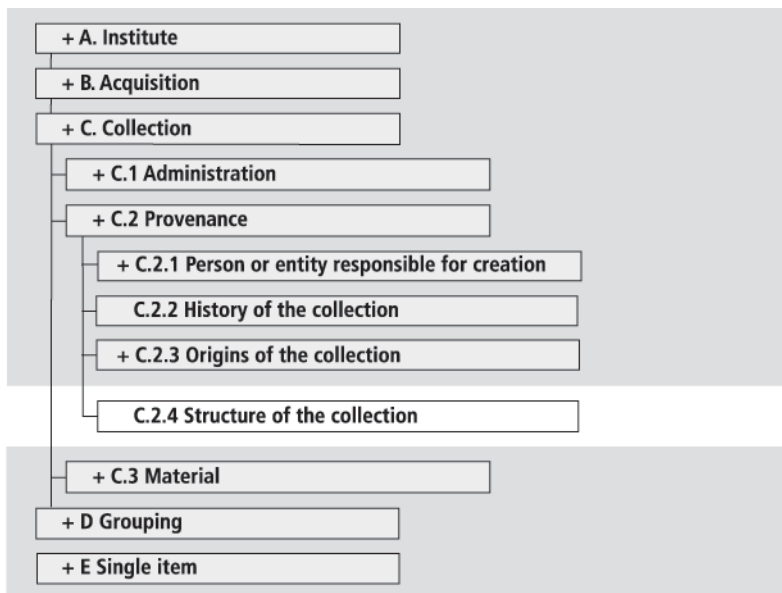 + A. Institute
+ B. Acquisition
+ C. Collection
+ C.1 Administration
+ C.2 Provenance
+ C.2.1 Person or entity responsible for creation
C.2.2 History of the collection
+ C.2.3 Origins of the collection
C.2.4 Structure of the collection
+ C.3 Material
+ D Grouping
+ E Single item